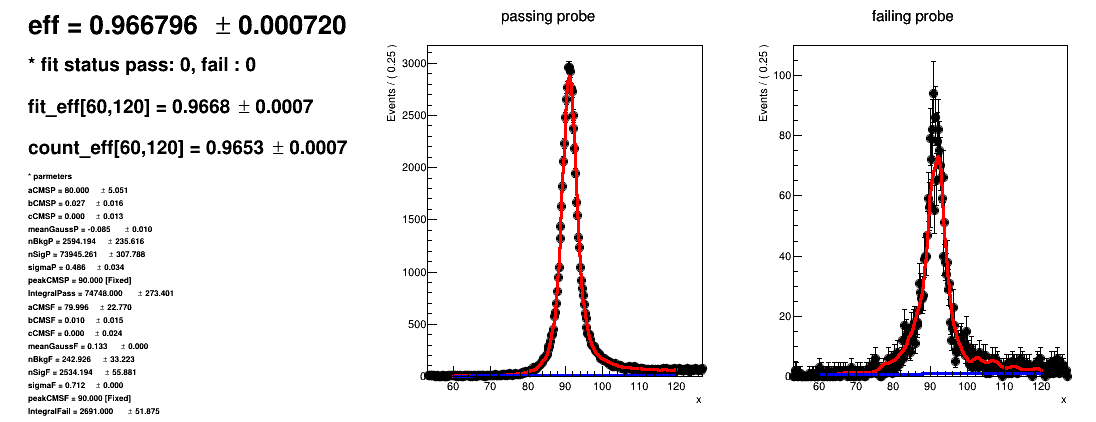 eff = 0.966796 ± 0.000720
* fit status pass: 0, fail : 0
fit_eff[60,120] = 0.9668 ± 0.0007
count_eff[60,120] = 0.9653 ± 0.0007
* parmeters
aCMSP = 80.000 ± 5.051
bCMSP = 0.027 ± 0.016
cCMSP = 0.000 ± 0.013
meanGaussP = -0.085 ± 0.010
nBkgP = 2594.194 ± 235.616
nSigP = 73945.261 ± 307.788
sigmaP = 0.486 ± 0.034
peakCMSP = 90.000 [Fixed]
IntegralPass = 74748.000 ± 273.401
aCMSF = 79.996 ± 22.770
bCMSF = 0.010 ± 0.015
cCMSF = 0.000 ± 0.024
meanGaussF = 0.133 ± 0.000
nBkgF = 242.926 ± 33.223
nSigF = 2534.194 ± 55.881
sigmaF = 0.712 ± 0.000
peakCMSF = 90.000 [Fixed]
IntegralFail = 2691.000 ± 51.875
passing probe
Events / ( 0.25 )
3000
2500
2000
1500
1000
500
0
60 70 80 90 100 110 120
x
failing probe
Events / ( 0.25 )
100
80
60
40
20
0
60 70 80 90 100 110 120
x